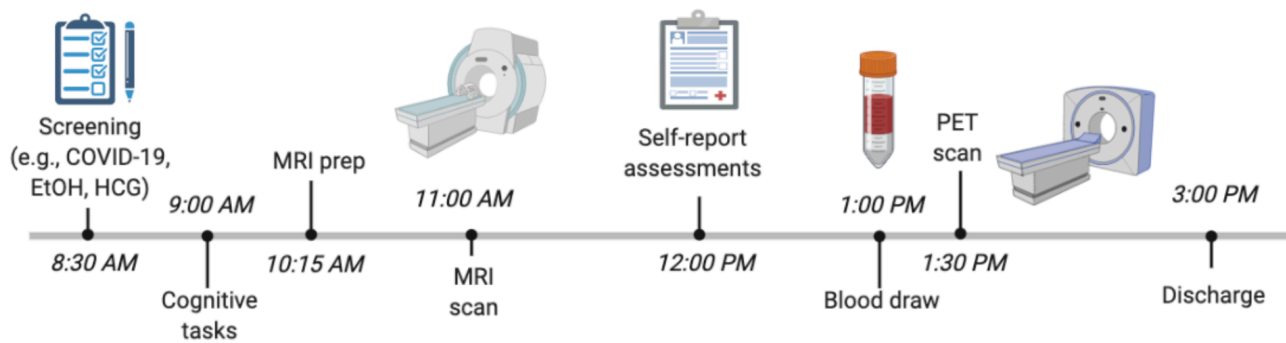 Screening
(e.g., COVID-19,
EtOH, HCG)
8:30 AM
9:00 AM
Cognitive
tasks
MRI prep
10:15 AM
11:00 AM
MRI
scan
Self-report
assessments
12:00 PM
1:00 PM
Blood draw
PET
scan
1:30 PM
3:00 PM
Discharge